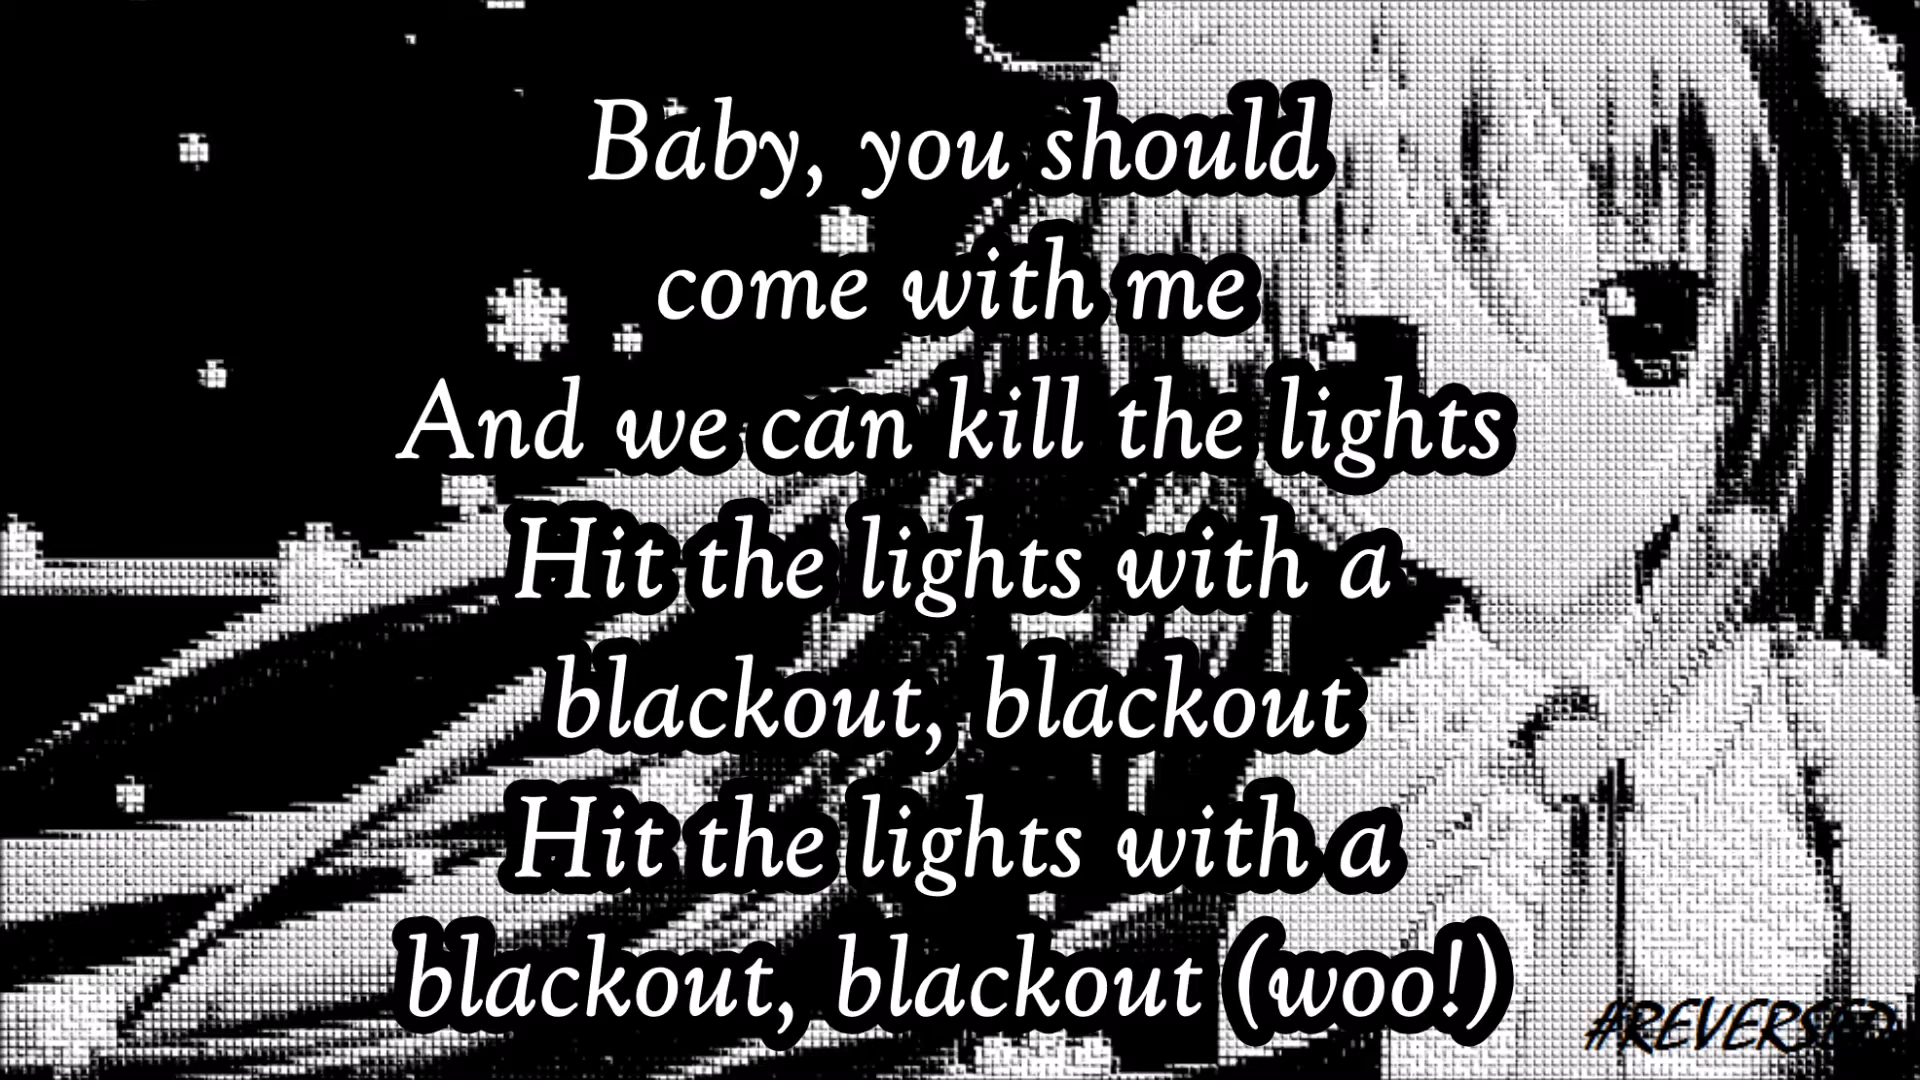 Baby, you should
come with me
And we can kill the lights
Hit the lights with a
blackout, blackout
Hit the lights with a
blackout, blackout (woo!)
#REVERSED